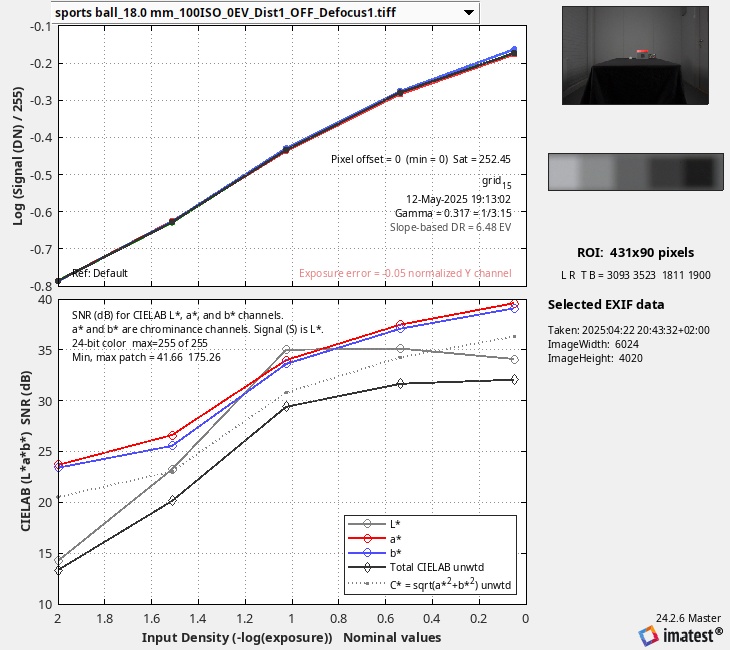 sports ball_18.0 mm_100ISO_0EV_Dist1_OFF_Defocus1.tiff
-0.1
-0.2
-0.3
-0.4
-0.5
-0.6
-0.7
-0.8
Log (Signal (DN) / 255)
Pixel offset = 0 (min = 0) Sat = 252.45
grid15
12-May-2025 19:13:02
Gamma = 0.317 = 1/3.15
Slope-based DR = 6.48 EV
Ref: Default
Exposure error = -0.05 normalized Y channel
40
35
30
25
20
15
10
CIELAB (L*a*b*) SNR (dB)
SNR (dB) for CIELAB L*, a*, and b* channels.
a* and b* are chrominance channels. Signal (S) is L*.
24-bit color max=255 of 255
Min, max patch = 41.66 175.26
L*
a*
b*
Total CIELAB unwtd
C* = sqrt(a*2+b*2) unwtd
2 1.8 1.6 1.4 1.2 1 0.8 0.6 0.4 0.2 0
Input Density (-log(exposure)) Nominal values
ROI: 431x90 pixels
L R T B = 3093 3523 1811 1900
Selected EXIF data
Taken: 2025:04:22 20:43:32+02:00
ImageWidth: 6024
ImageHeight: 4020
24.2.6 Master
imatest®